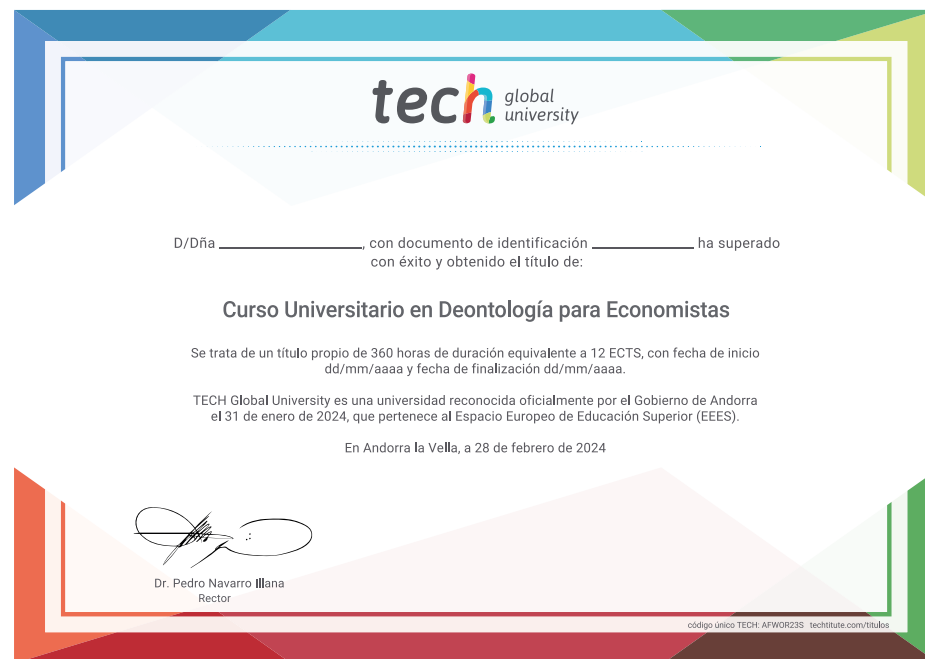 tech global university
D/Dña ____________, con documento de identificación ____________ ha superado
con éxito y obtenido el título de:
Curso Universitario en Deontología para Economistas
Se trata de un título propio de 360 horas de duración equivalente a 12 ECTS, con fecha de inicio
dd/mm/aaaa y fecha de finalización dd/mm/aaaa.
TECH Global University es una universidad reconocida oficialmente por el Gobierno de Andorra
el 31 de enero de 2024, que pertenece al Espacio Europeo de Educación Superior (EEES).
En Andorra la Vella, a 28 de febrero de 2024
Dr. Pedro Navarro Illana
Rector
código único TECH: AFWOR23S techtitute.com/titulos